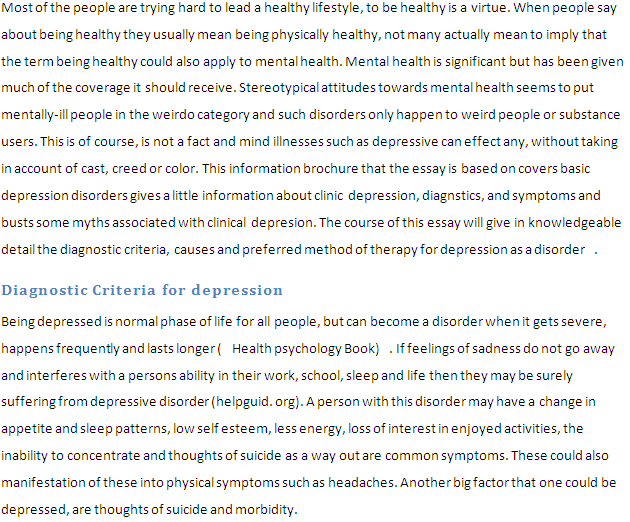 Most of the people are trying hard to lead a healthy lifestyle, to be healthy is a virtue. When people say
about being healthy they usually mean being physically healthy, not many actually mean to imply that
the term being healthy could also apply to mental health. Mental health is significant but has been given
much of the coverage it should receive. Stereotypical attitudes towards mental health seems to put
mentally-ill people in the weirdo category and such disorders only happen to weird people or substance
users. This is of course, is not a fact and mind illnesses such as depressive can effect any, without taking
in account of cast, creed or color. This information brochure that the essay is based on covers basic
depression disorders gives a little information about clinic depression, diagnstics, and symptoms and
busts some myths associated with clinical depresion. The course of this essay will give in knowledgeable
detail the diagnostic criteria, causes and preferred method of therapy for depression as a disorder .
Diagnostic Criteria for depression
Being depressed is normal phase of life for all people, but can become a disorder when it gets severe,
happens frequently and lasts longer ( Health psychology Book) . If feelings of sadness do not go away
and interferes with a persons ability in their work, school, sleep and life then they may be surely
suffering from depressive disorder (helpguid. org). A person with this disorder may have a change in
appetite and sleep patterns, low self esteem, less energy, loss of interest in enjoyed activities, the
inability to concentrate and thoughts of suicide as a way out are common symptoms. These could also
manifestation of these into physical symptoms such as headaches. Another big factor that one could be
depressed, are thoughts of suicide and morbidity.